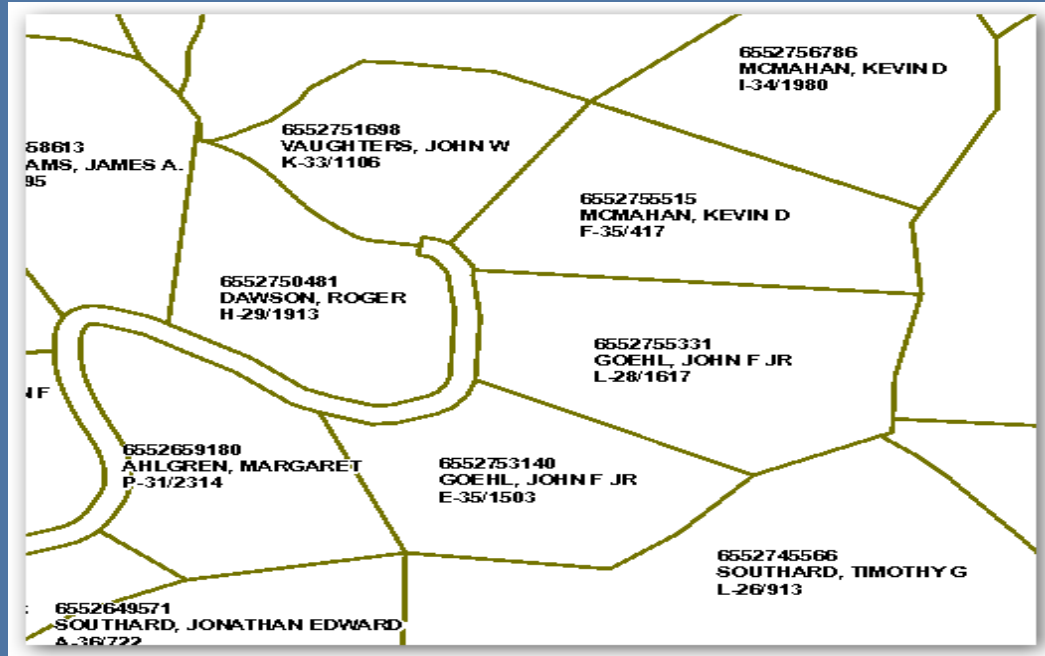 6552756786
MCMAHAN, KEVIN D
I-34/1980
6552751698
VAUGHTERS, JOHN W
K-33/1106
58613
AMS, JAMES A.
95
6552755515
MCMAHAN, KEVIN D
F-35/417
6552750481
DAWSON, ROGER
H-29/1913
6552755331
GOEHL, JOHN F JR
L-28/1617
F
6552659180
AHLGREN, MARGARET
P-31/2314
6552753140
GOEHL, JOHN F JR
E-35/1503
6552745566
SOUTHARD, TIMOTHY G
L-26/913
6552649571
SOUTHARD, JONATHAN EDWARD
A-36/722